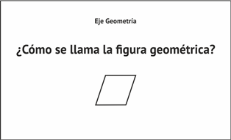 Eje Geometría
¿Cómo se llama la figura geométrica?